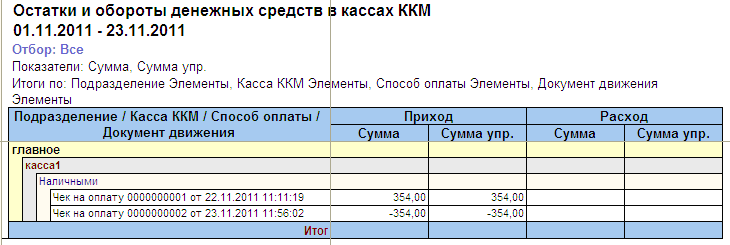 Остатки и обороты денежных средств в кассах ККМ
01.11.2011 - 23.11.2011
Отбор: Все
Показатели: Сумма, Сумма упр.
Итоги по: Подразделение Элементы, Касса ККМ Элементы, Способ оплаты Элементы, Документ движения
Элементы
Подразделение / Касса ККМ / Способ оплаты / Приход Расход
Документ движения Сумма Сумма упр. Сумма Сумма упр.
главное
касса1
Наличными
Чек на оплату 0000000001 от 22.11.2011 11:11:19 354,00 354,00
Чек на оплату 0000000002 от 23.11.2011 11:56:02 -354,00 -354,00
Итог